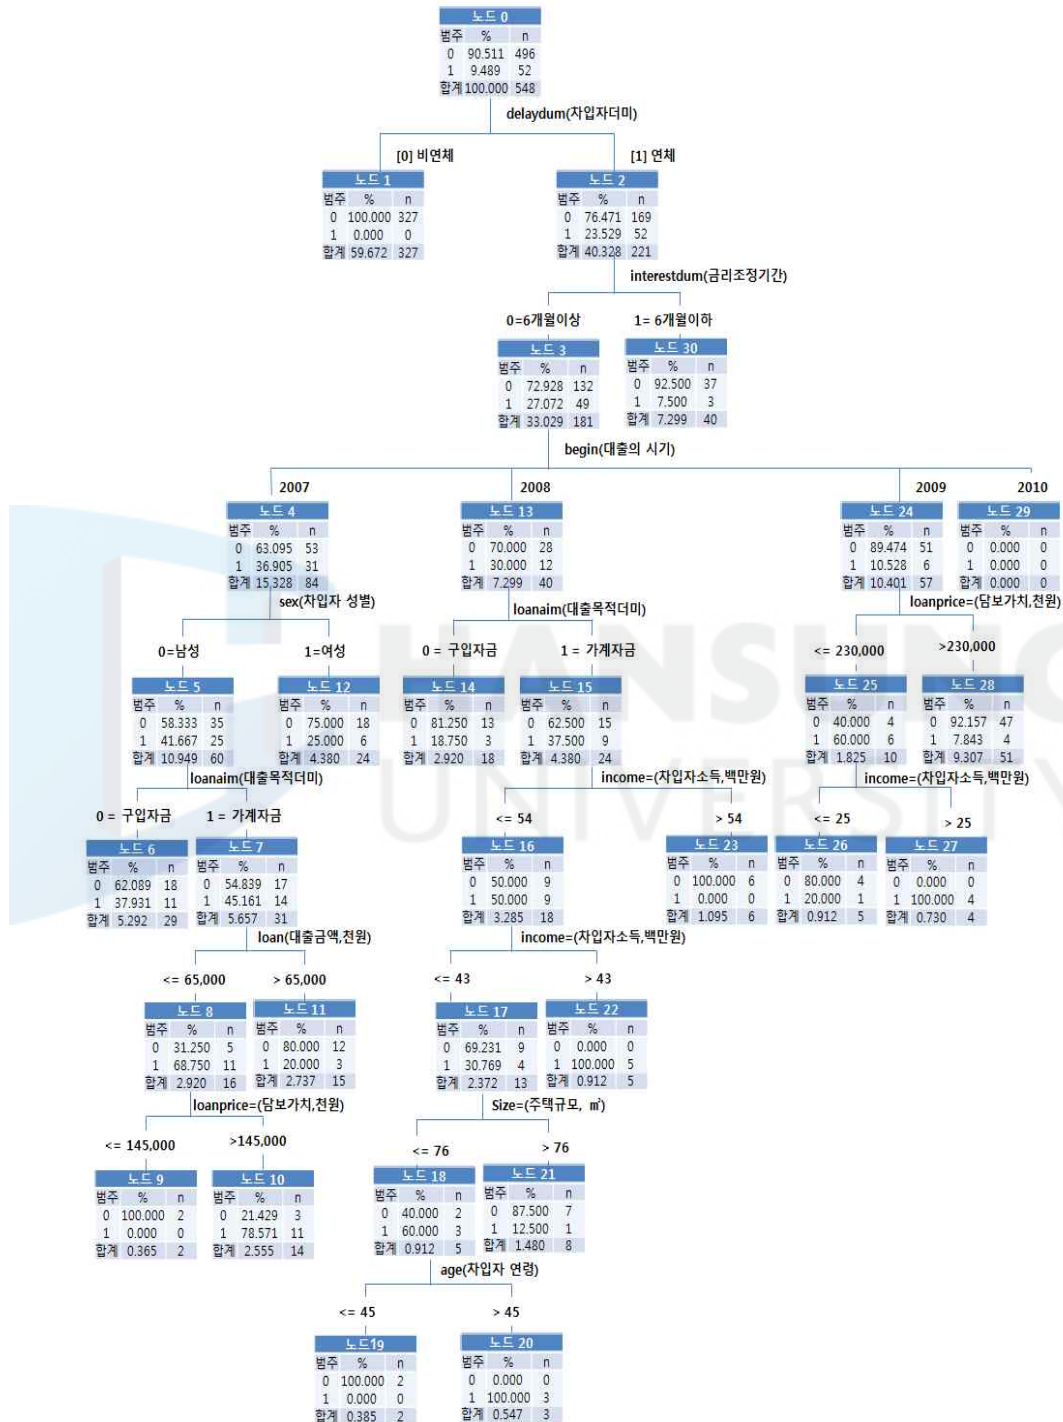 노드 0
범주 % n
0 90.511 496
1 9.489 52
합계 100.000 548
delaydum(차입자더미)
[0] 비연체 [1] 연체
노드 1 노드 2
범주 % n 범주 % n
0 100.000 327 0 76.471 169
1 0.000 0 1 23.529 52
합계 59.672 327 합계 40.328 221
interestdum(금리조정기간)
0=6개월이상 1= 6개월이하
노드 3 노드 30
범주 % n 범주 % n
0 72.928 132 0 92.500 37
1 27.072 49 1 7.500 3
합계 33.029 181 합계 7.299 40
begin(대출의 시기)
2007 2008 2009 2010
노드 4 노드 13 노드 24 노드 29
범주 % n 범주 % n 범주 % n 범주 % n
0 63.095 53 0 70.000 28 0 89.474 51 0 0.000 0
1 36.905 31 1 30.000 12 1 10.528 6 1 0.000 0
합계 15.328 84 합계 7.299 40 합계 10.401 57 합계 0.000 0
sex(차입자 성별) loanaim(대출목적더미) loanprice=(담보가치,천원)
0=남성 1=여성 0 = 구입자금 1 = 가계자금 <= 230,000 >230,000
노드 5 노드 12 노드 14 노드 15 노드 25 노드 28
범주 % n 범주 % n 범주 % n 범주 % n 범주 % n 범주 % n
0 58.333 35 0 75.000 18 0 81.250 13 0 62.500 15 0 40.000 4 0 92.157 47
1 41.667 25 1 25.000 6 1 18.750 3 1 37.500 9 1 60.000 6 1 7.843 4
합계 10.949 60 합계 4.380 24 합계 2.920 18 합계 4.380 24 합계 1.825 10 합계 9.307 51
loanaim(대출목적더미) income=(차입자소득,백만원) income=(차입자소득,백만원)
0 = 구입자금 1 = 가계자금 <= 54 > 54 <= 25 > 25
노드 6 노드 7 노드 16 노드 23 노드 26 노드 27
범주 % n 범주 % n 범주 % n 범주 % n 범주 % n 범주 % n
0 62.089 18 0 54.839 17 0 50.000 9 0 100.000 6 0 80.000 4 0 0.000 0
1 37.931 11 1 45.161 14 1 50.000 9 1 0.000 0 1 20.000 1 1 100.000 4
합계 5.292 29 합계 5.657 31 합계 3.285 18 합계 1.095 6 합계 0.912 5 합계 0.730 4
loan(대출금액,천원) income=(차입자소득,백만원)
<= 65,000 > 65,000 <= 43 > 43
노드 8 노드 11 노드 17 노드 22
범주 % n 범주 % n 범주 % n 범주 % n
0 31.250 5 0 80.000 12 0 69.231 9 0 0.000 0
1 68.750 11 1 20.000 3 1 30.769 4 1 100.000 5
합계 2.920 16 합계 2.737 15 합계 2.372 13 합계 0.912 5
loanprice=(담보가치,천원) Size=(주택규모, ㎡)
<= 145,000 >145,000 <= 76 > 76
노드 9 노드 10 노드 18 노드 21
범주 % n 범주 % n 범주 % n 범주 % n
0 100.000 2 0 21.429 3 0 40.000 2 0 87.500 7
1 0.000 0 1 78.571 11 1 60.000 3 1 12.500 1
합계 0.365 2 합계 2.555 14 합계 0.912 5 합계 1.480 8
age(차입자 연령)
<= 45 > 45
노드19 노드 20
범주 % n 범주 % n
0 100.000 2 0 0.000 0
1 0.000 0 1 100.000 3
합계 0.385 2 합계 0.547 3
HANSUNG
UNIVERSITY